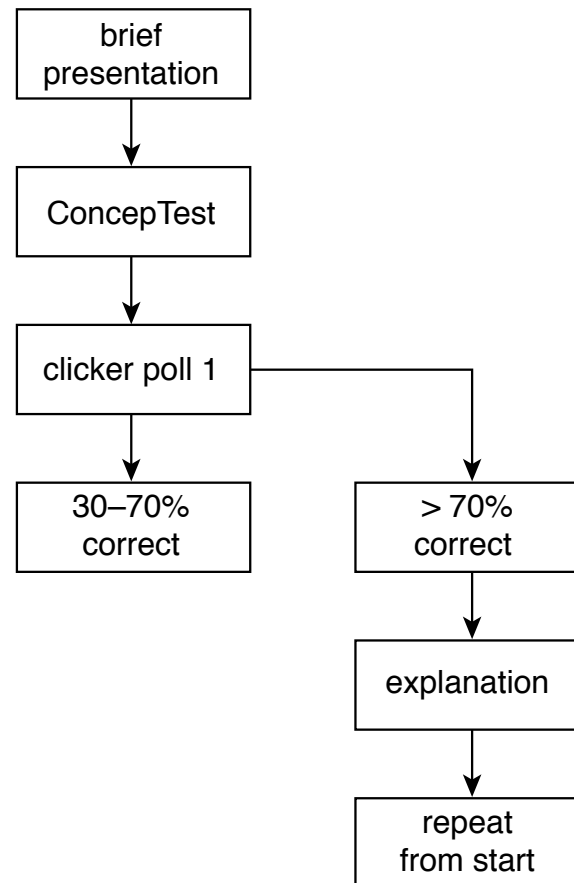 brief
presentation
ConcepTest
clicker poll 1
30–70%
correct
> 70%
correct
explanation
repeat
from start